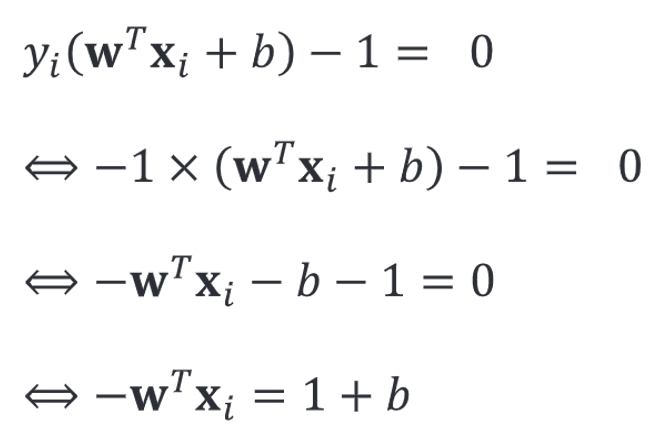 yᵢ(𝐰ᵀ𝐱ᵢ + b) − 1 = 0
⟺ −1 × (𝐰ᵀ𝐱ᵢ + b) − 1 = 0
⟺ −𝐰ᵀ𝐱ᵢ − b − 1 = 0
⟺ −𝐰ᵀ𝐱ᵢ = 1 + b